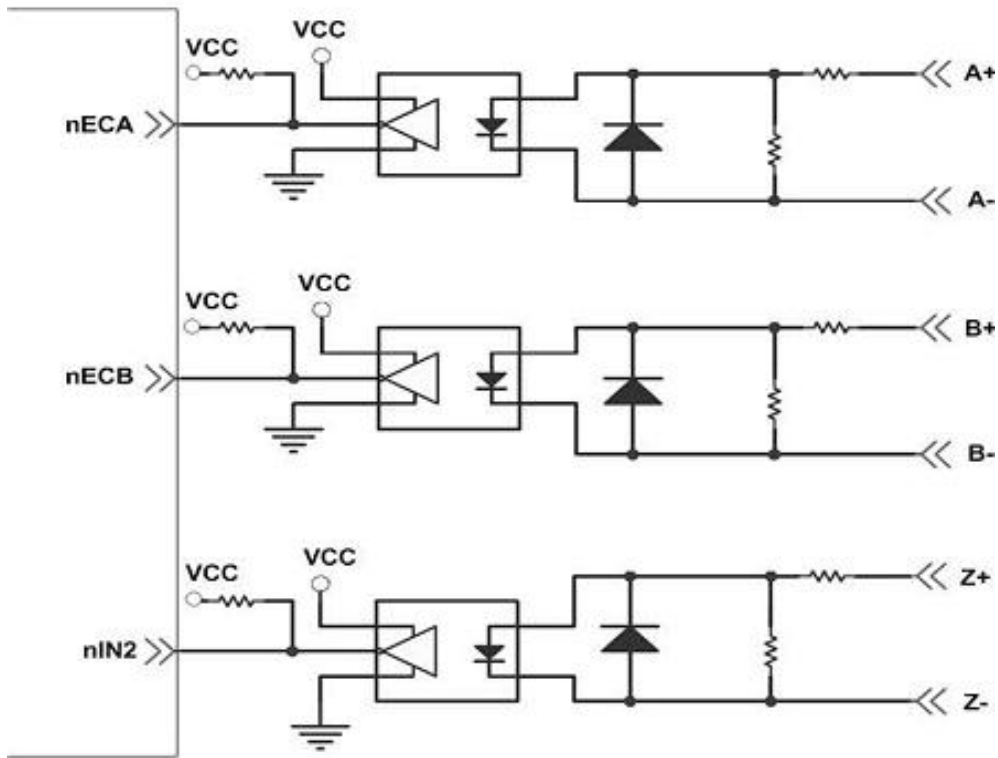 VCC
VCC
A+
nECA
A-
VCC
VCC
B+
nECB
B-
VCC
VCC
Z+
nIN2
Z-